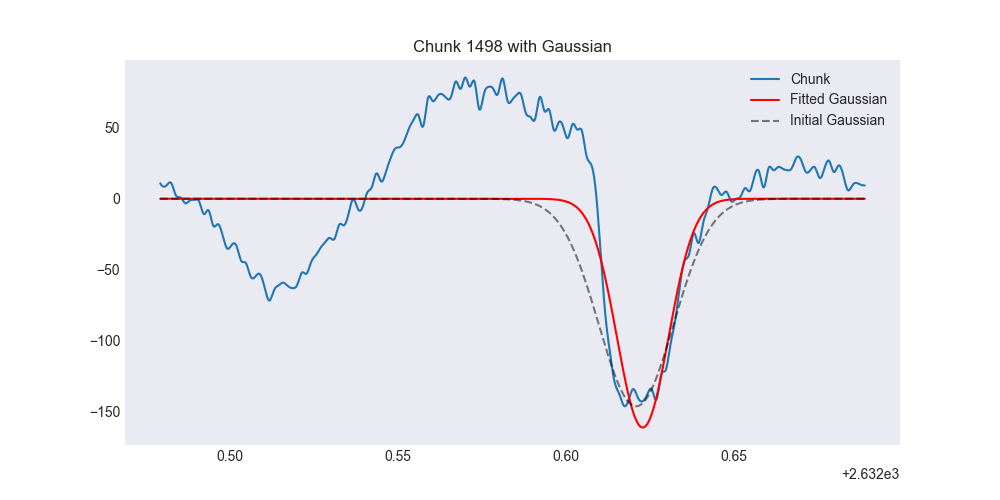 Chunk 1498 with Gaussian
Chunk
Fitted Gaussian
Initial Gaussian
50
0
−50
−100
−150
0.50 0.55 0.60 0.65
+2.632e3